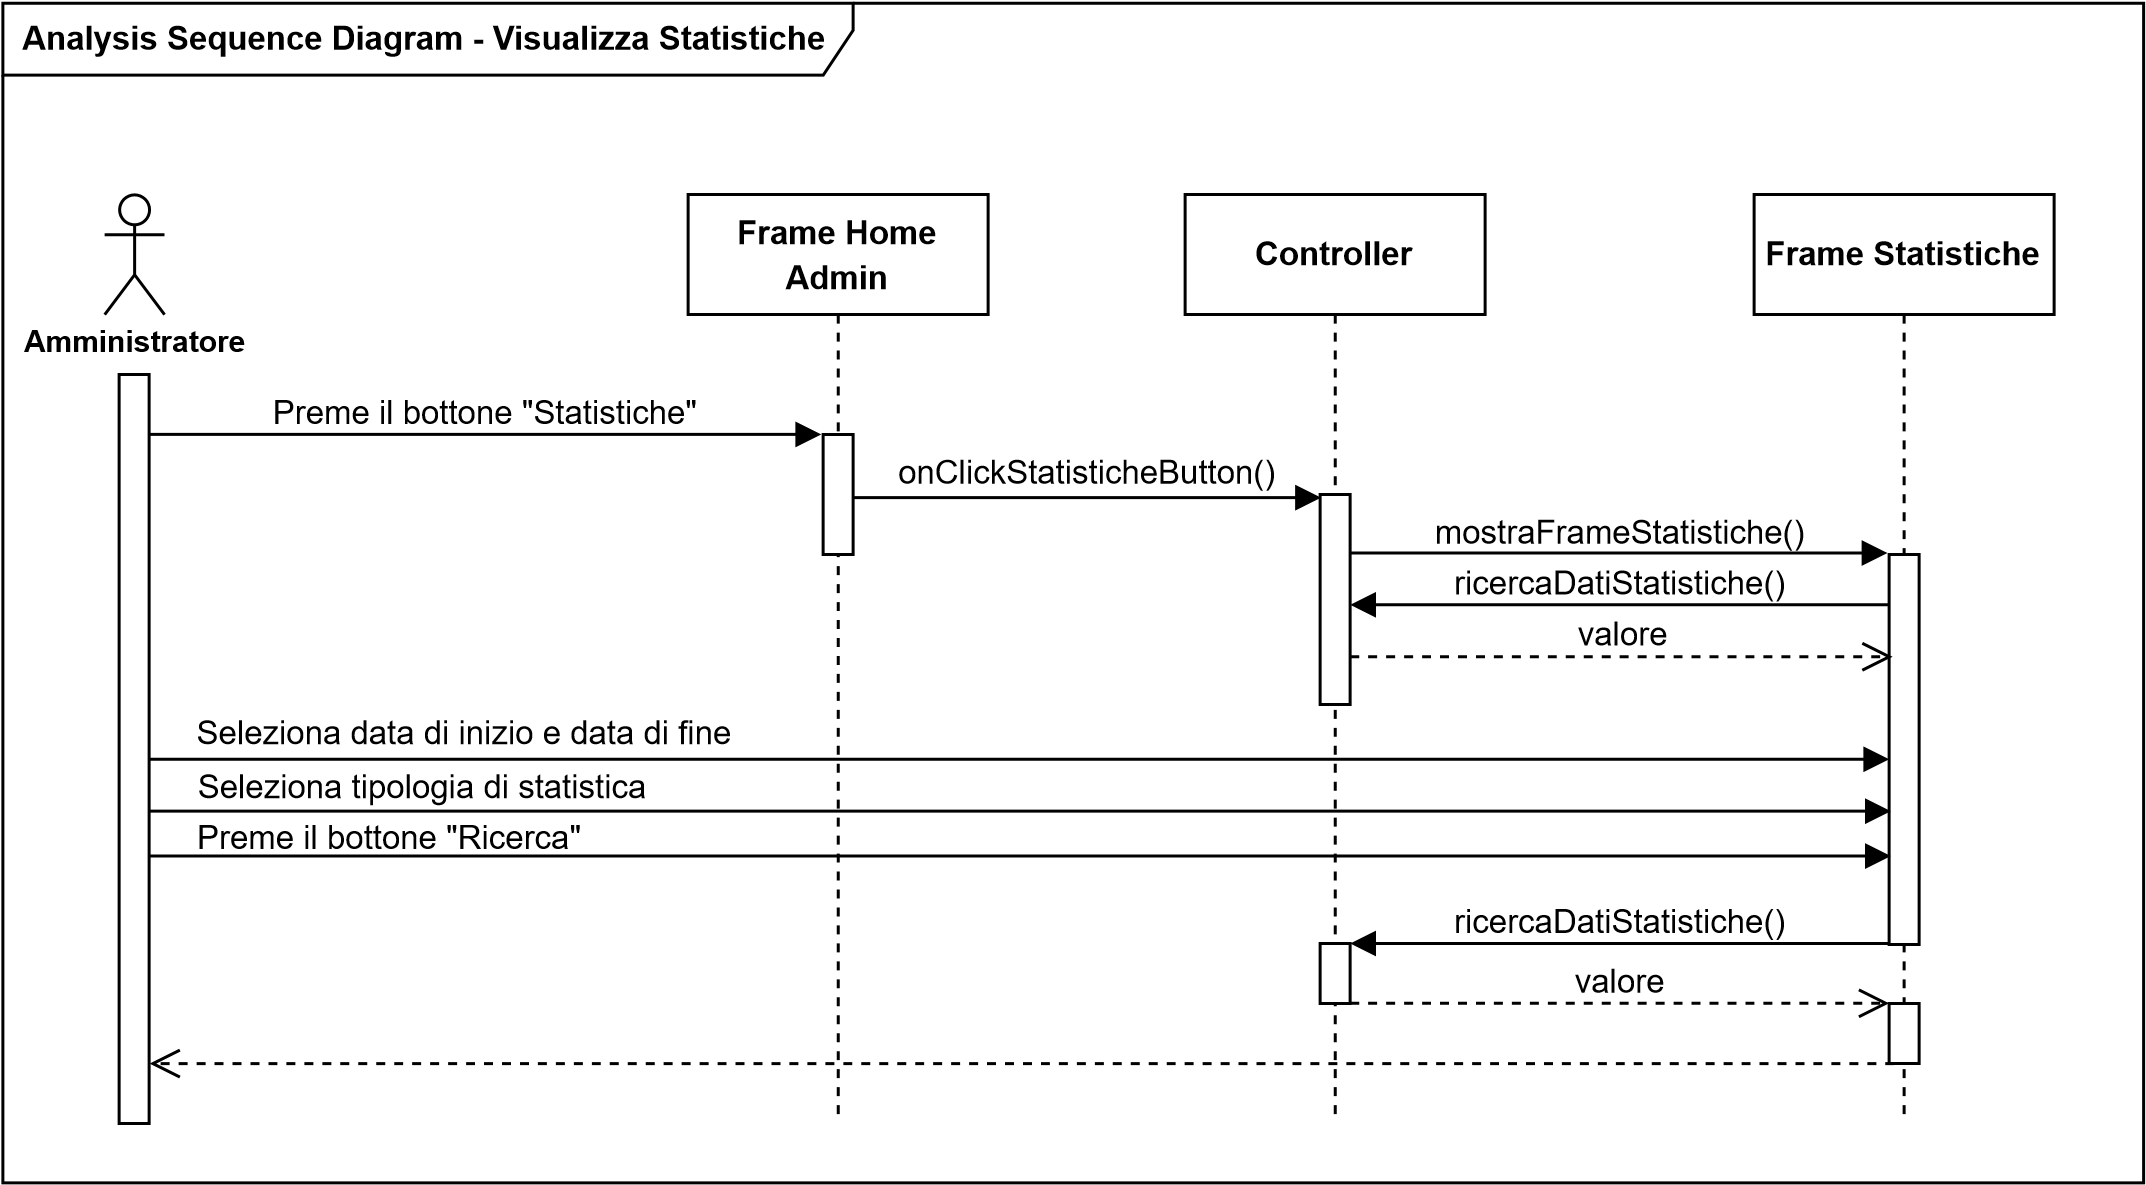 Analysis Sequence Diagram - Visualizza Statistiche
Frame Home
Admin
Controller
Frame Statistiche
Amministratore
Preme il bottone "Statistiche"
onClickStatisticheButton()
mostraFrameStatistiche()
ricercaDatiStatistiche()
valore
Seleziona data di inizio e data di fine
Seleziona tipologia di statistica
Preme il bottone "Ricerca"
ricercaDatiStatistiche()
valore